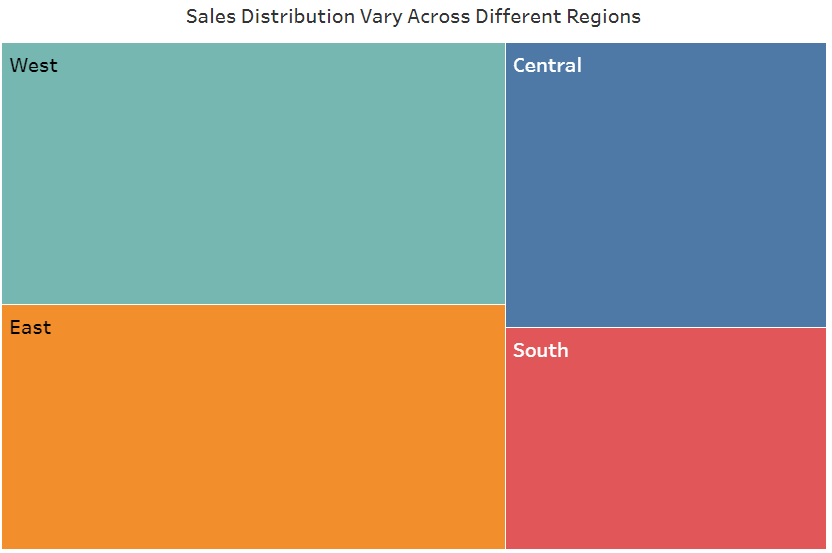 Sales Distribution Vary Across Different Regions
West
Central
East
South